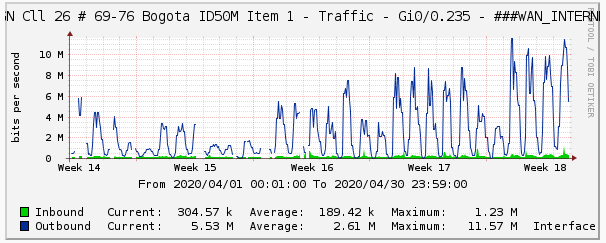 N Cll 26 # 69-76 Bogota ID50M Item 1 - Traffic - Gi0/0.235 - ###WAN_INTERN
RRDTOOL / TOBI OETIKER
bits per second
10 M
8 M
6 M
4 M
2 M
0
Week 14 Week 15 Week 16 Week 17 Week 18
From 2020/04/01 00:01:00 To 2020/04/30 23:59:00
Inbound Current: 304.57 k Average: 189.42 k Maximum: 1.23 M
Outbound Current: 5.53 M Average: 2.61 M Maximum: 11.57 M Interface